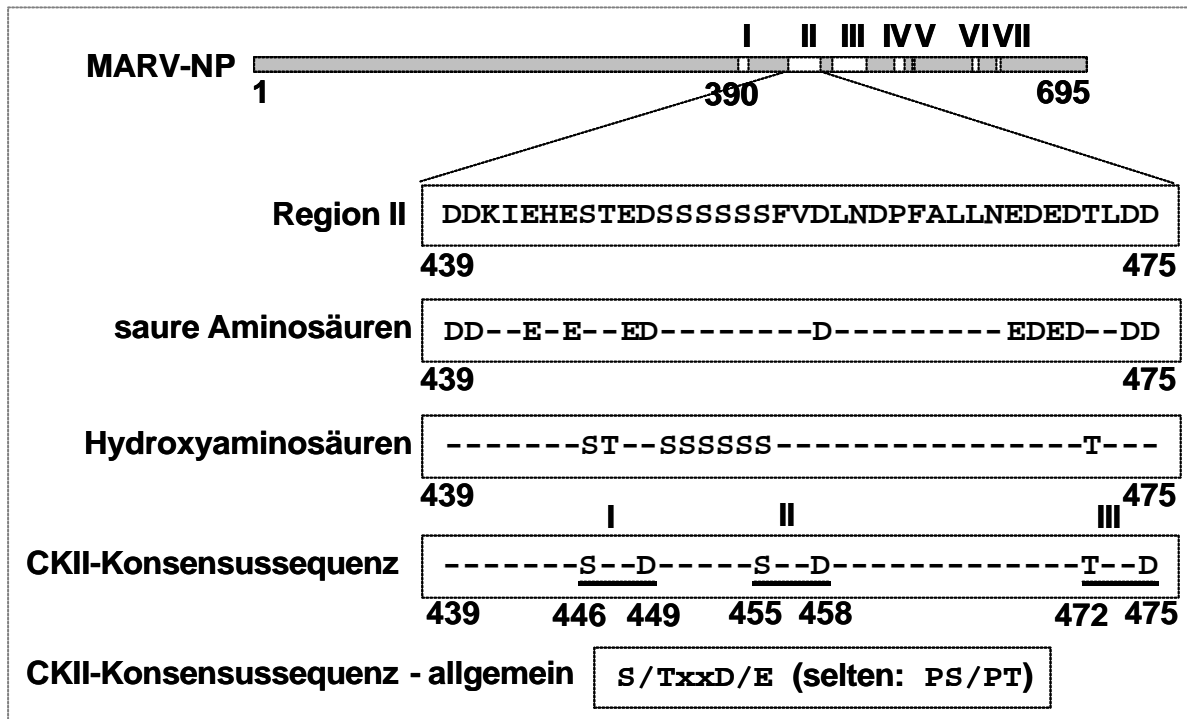 I II III IV V VI VII
MARV-NP
1 390 695
Region II DDKIEHESTEDSSSSSSFVDLNDPFALLNEDEDTLDD
439 475
saure Aminosäuren DD--E-E--ED--------D---------EDED--DD
439 475
Hydroxyaminosäuren -------ST--SSSSSS----------------T---
439 475
I II III
CKII-Konsensussequenz -------S--D-----S--D-------------T--D
439 446 449 455 458 472 475
CKII-Konsensussequenz - allgemein S/TxxD/E (selten: PS/PT)